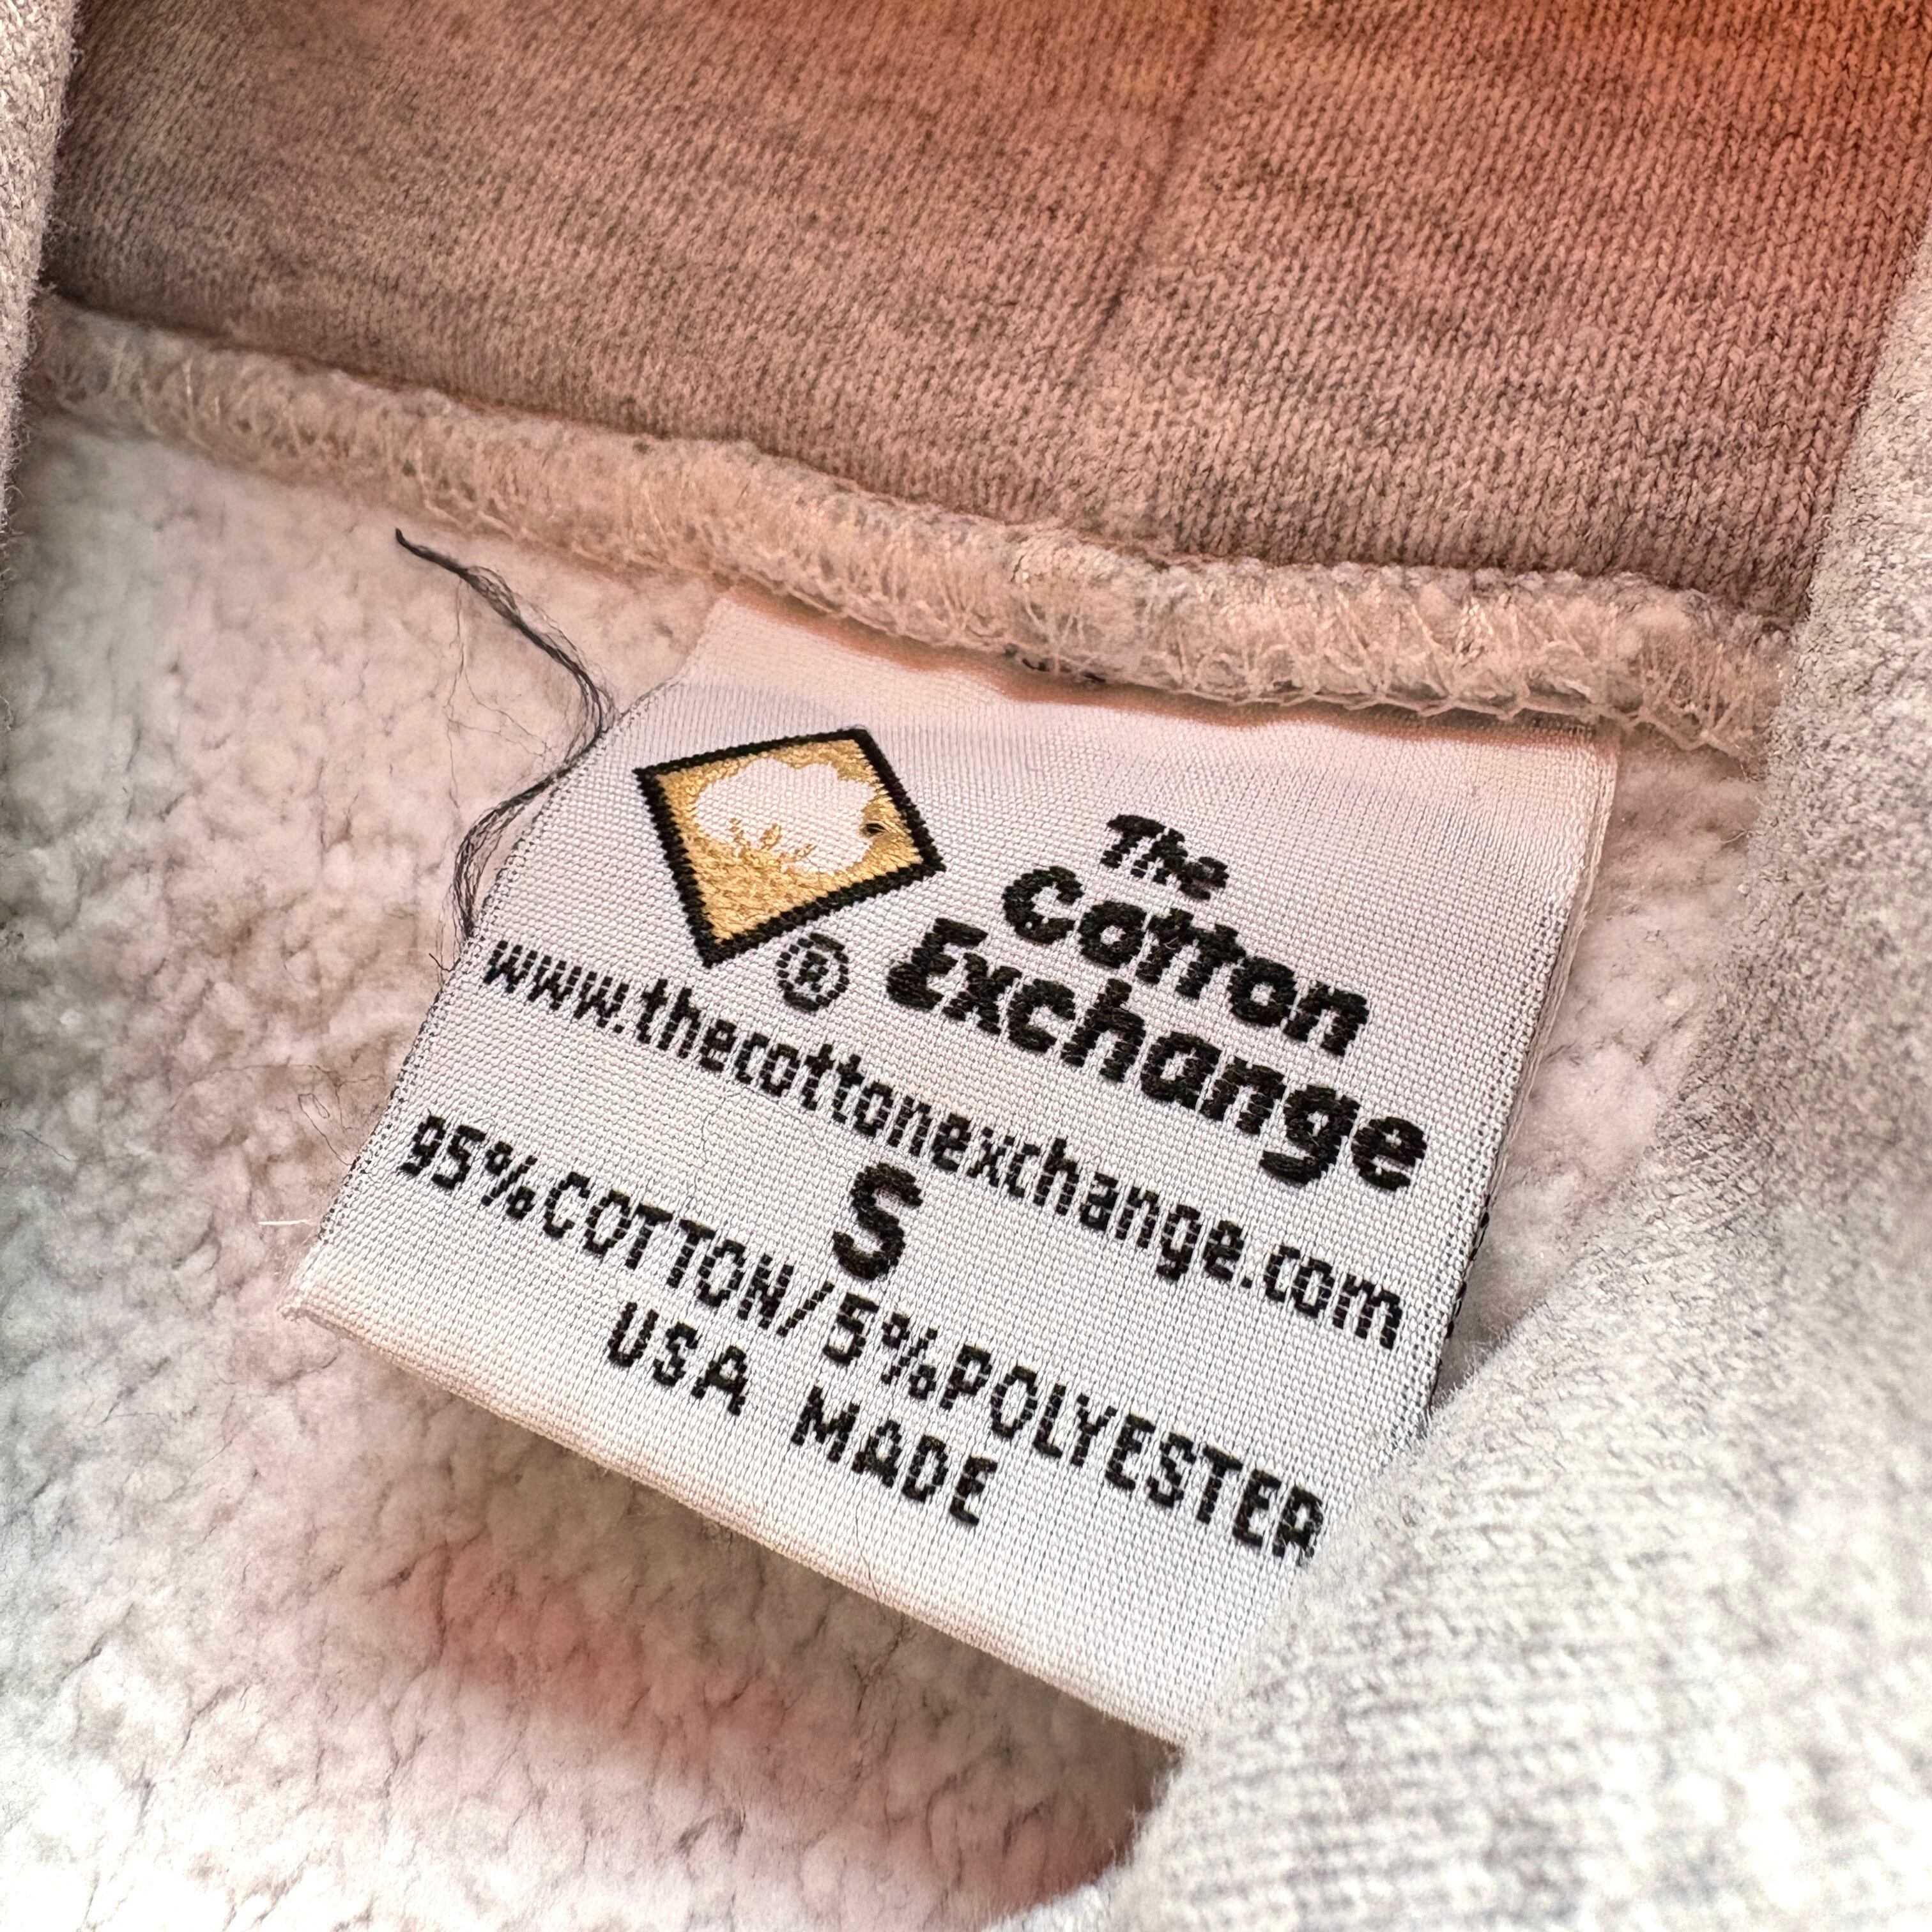 The
Cotton
Exchange
®
www.thecottonexchange.com
S
95%COTTON/5%POLYESTER
USA MADE